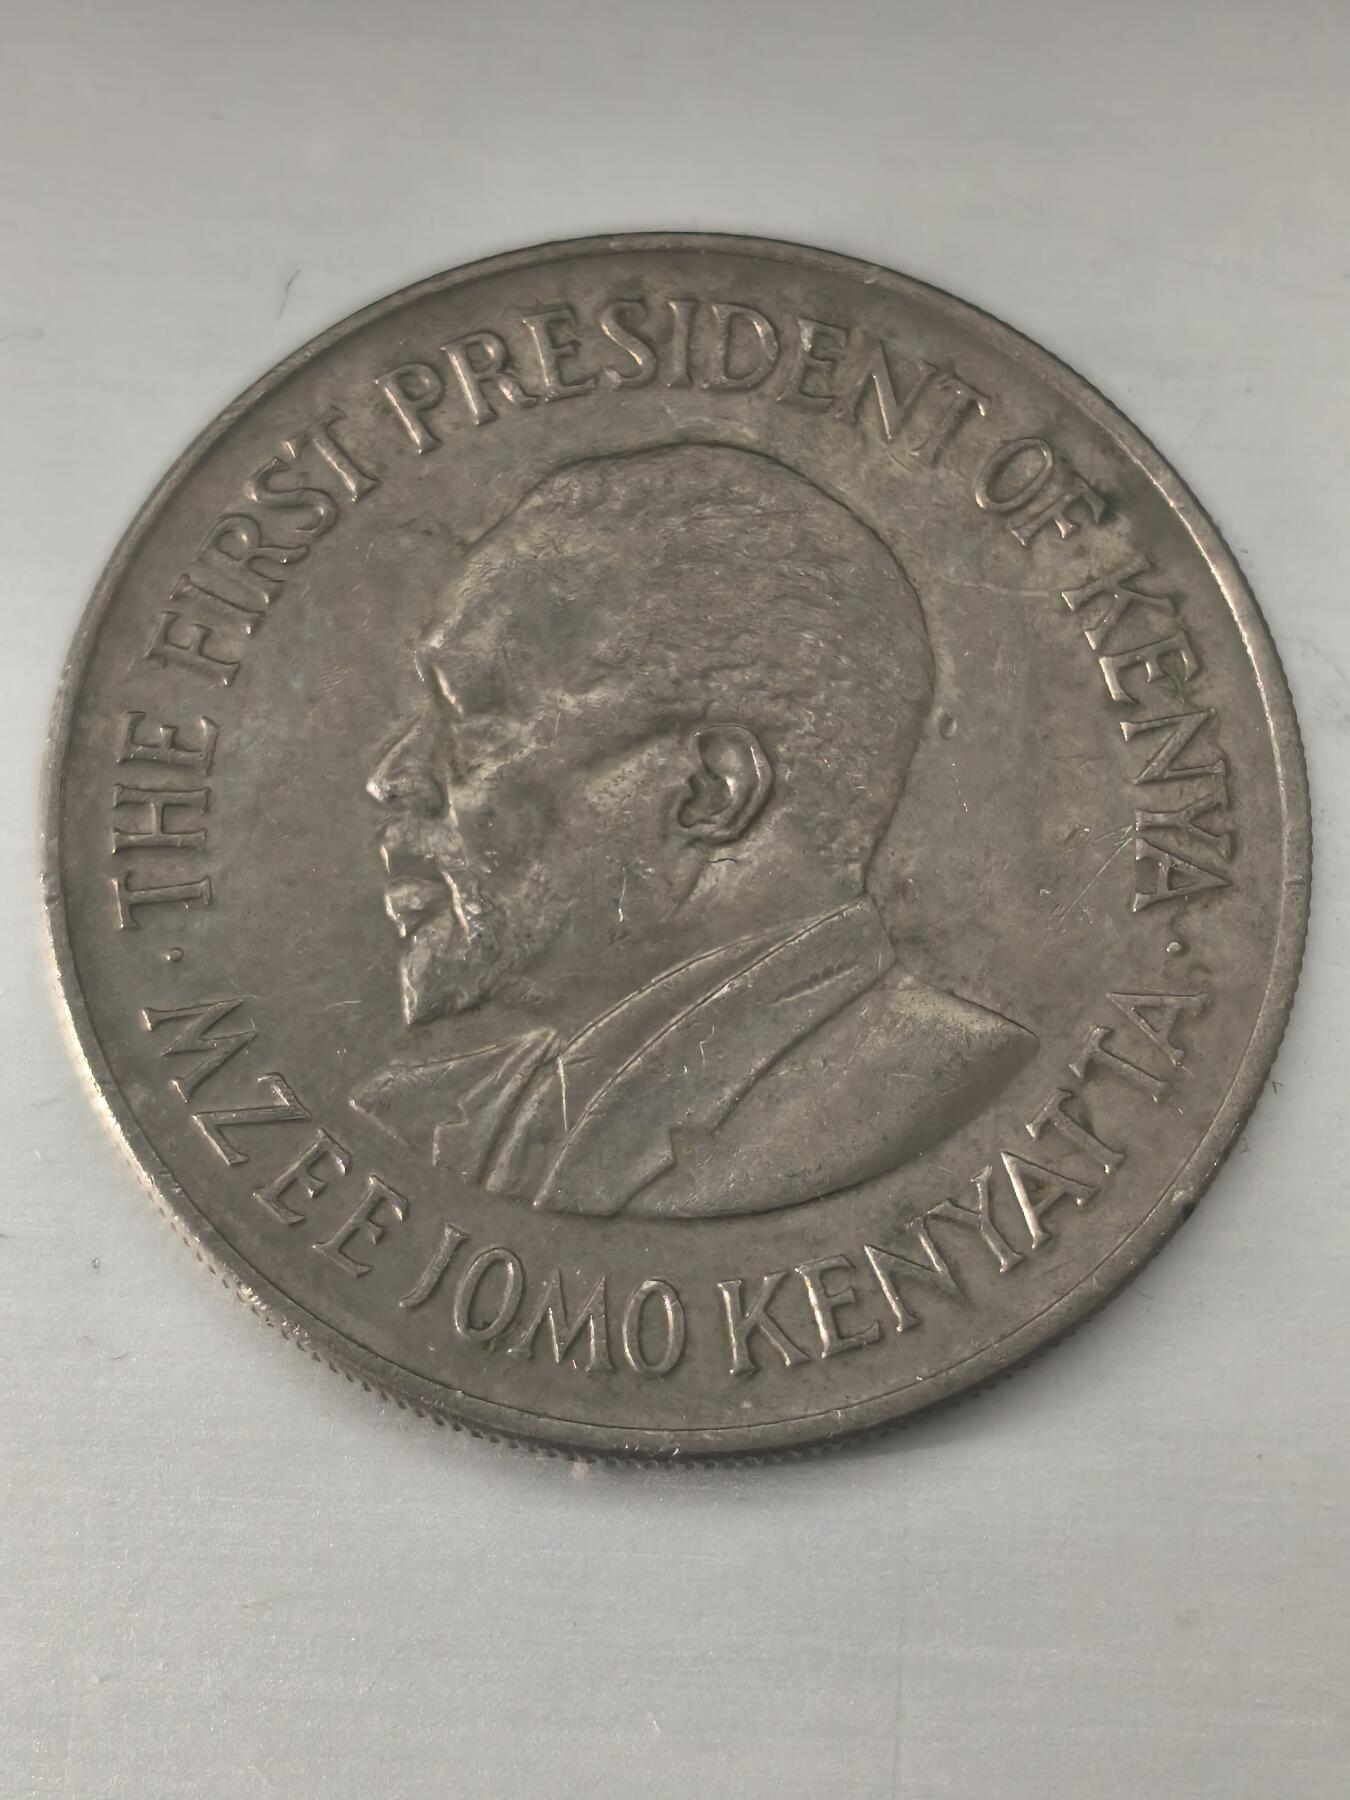 · THE FIRST PRESIDENT OF KENYA ·
MZEE JOMO KENYATTA